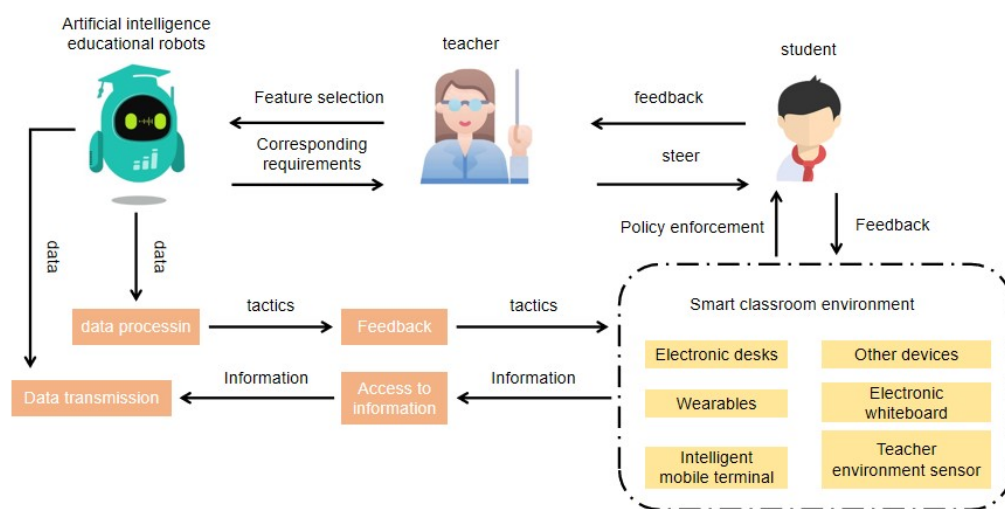 Artificial intelligence
educational robots
teacher
student
Feature selection
feedback
Corresponding
requirements
steer
Policy enforcement
Feedback
data
data
tactics
tactics
Smart classroom environment
data processin
Feedback
Electronic desks
Other devices
Information
Information
Data transmission
Access to
information
Wearables
Electronic
whiteboard
Intelligent
mobile terminal
Teacher
environment sensor